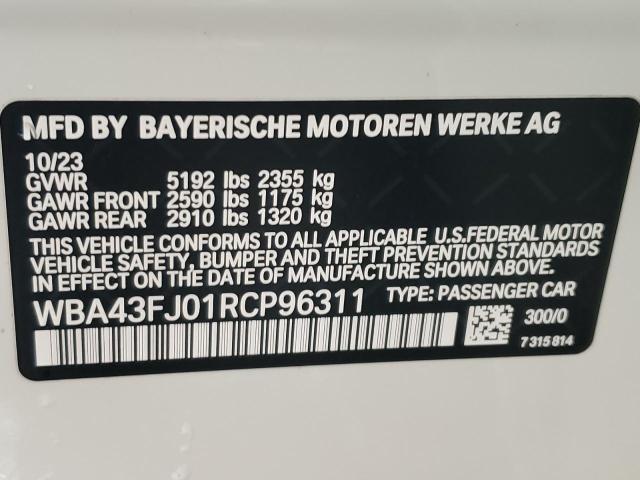 MFD BY BAYERISCHE MOTOREN WERKE AG
10/23
GVWR 5192 lbs 2355 kg
GAWR FRONT 2590 lbs 1175 kg
GAWR REAR 2910 lbs 1320 kg
THIS VEHICLE CONFORMS TO ALL APPLICABLE U.S.FEDERAL MOTOR
VEHICLE SAFETY, BUMPER AND THEFT PREVENTION STANDARDS
IN EFFECT ON THE DATE OF MANUFACTURE SHOWN ABOVE.
WBA43FJ01RCP96311 TYPE: PASSENGER CAR
300/0
7 315 814